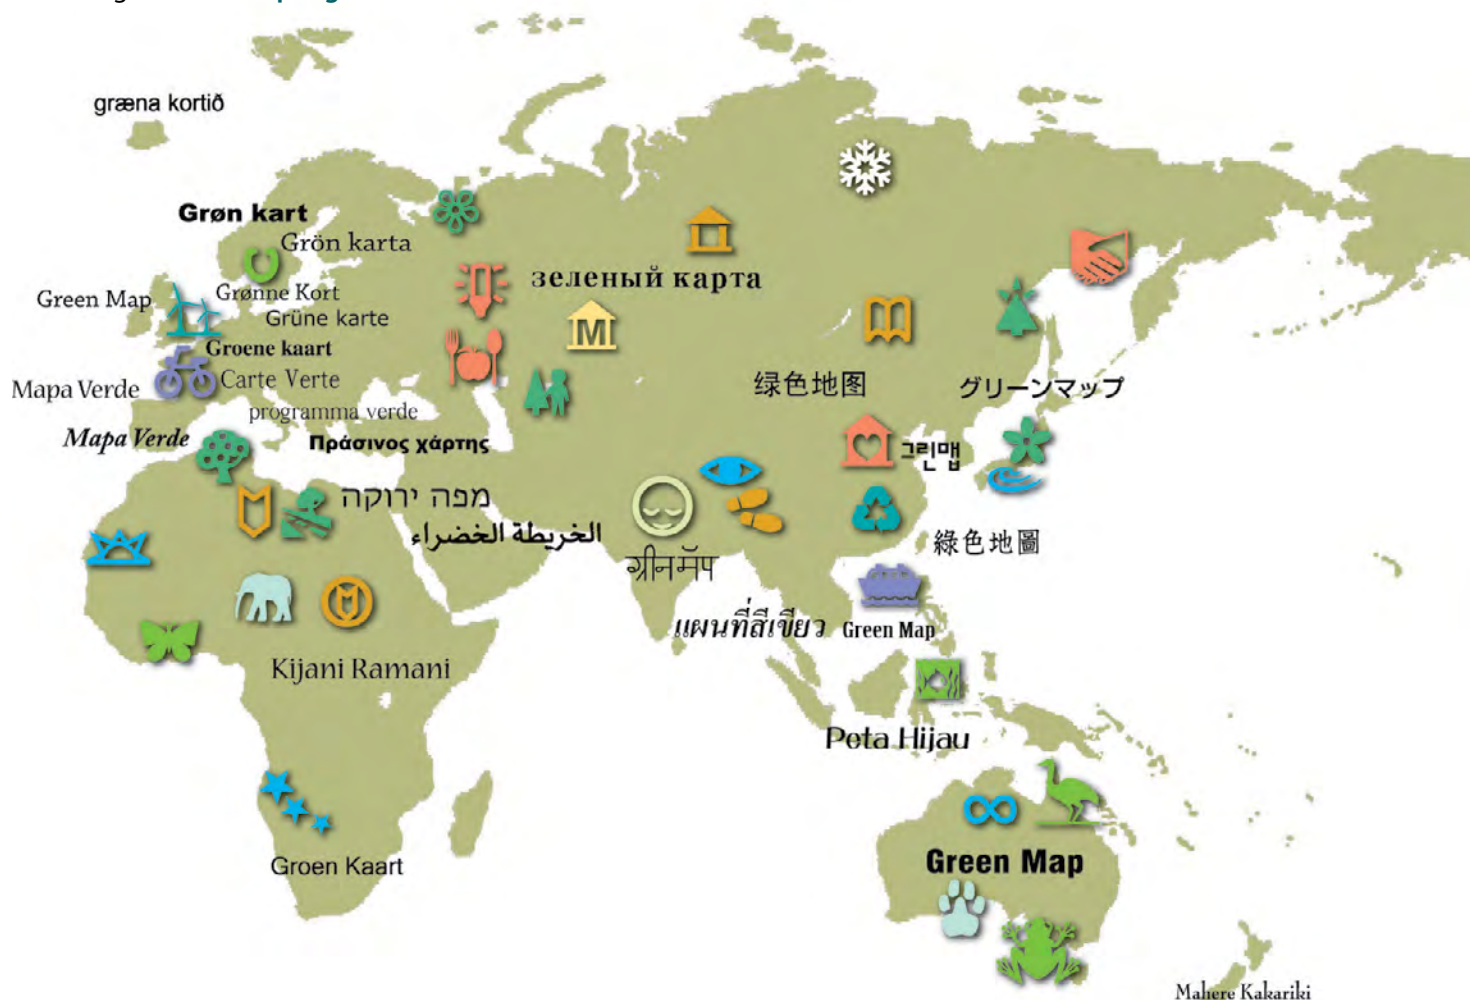 græna kortið
Grøn kart
Grön karta
зеленый карта
Green Map
Grønne Kort
Grüne karte
Groene kaart
Mapa Verde
Carte Verte
绿色地图
グリーンマップ
programma verde
Mapa Verde
Πράσινος χάρτης
M
그린맵
מפה ירוקה
الخريطة الخضراء
綠色地圖
ग्रीनमॅप
แผนที่สีเขียว
Green Map
Kijani Ramani
Peta Hijau
Groen Kaart
Green Map
Mahere Kakariki